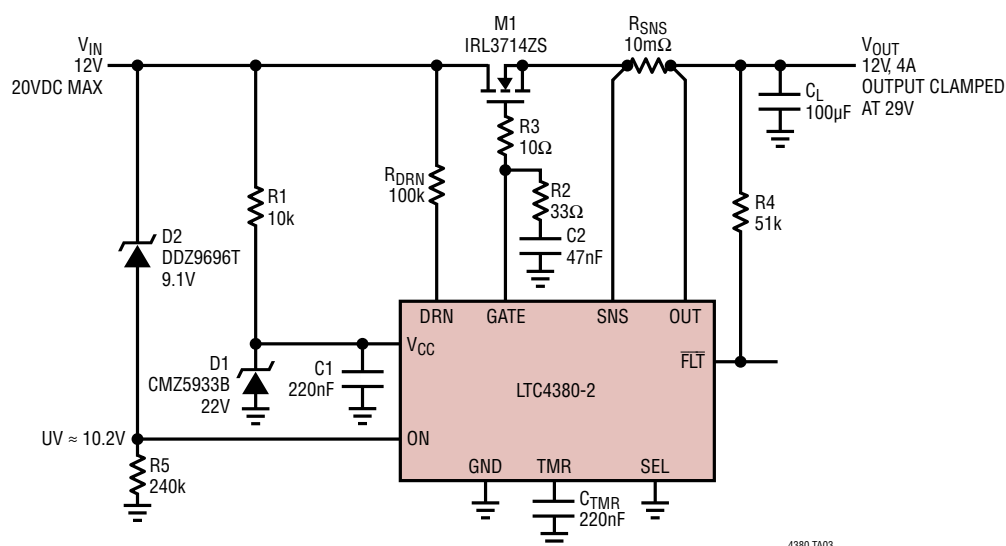 M1
IRL3714ZS
RSNS
10mΩ
VIN
12V
20VDC MAX
VOUT
12V, 4A
OUTPUT CLAMPED
AT 29V
CL
100µF
R3
10Ω
RDRN
100k
R2
33Ω
C2
47nF
R1
10k
R4
51k
D2
DDZ9696T
9.1V
DRN
GATE
SNS
OUT
VCC
FLT
D1
CMZ5933B
22V
C1
220nF
LTC4380-2
UV ≈ 10.2V
ON
R5
240k
GND
TMR
SEL
CTMR
220nF
4380 TA03